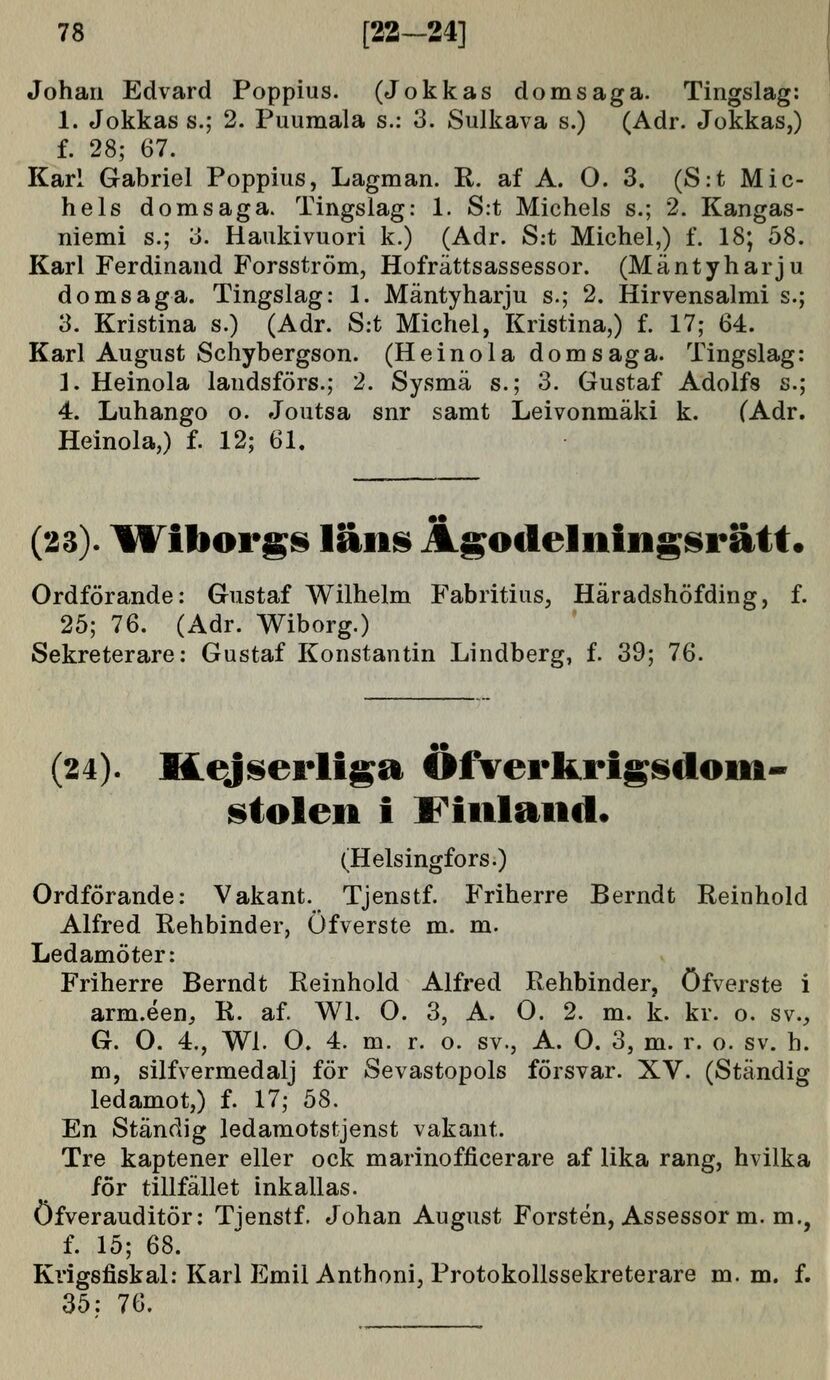 78 [22—24]
Johan Edvard Poppius. (Jokkas domsaga. Tingslag:
1. Jokkas s.; 2. Puumala s.: 3. Sulkava s.) (Adr. Jokkas,)
f. 28; 67.
Karl Gabriel Poppius, Lagman. R. af A. O. 3. (S:t Mic-
hels domsaga. Tingslag: 1. S:t Michels s.; 2. Kangas-
niemi s.; 3. Haukivuori k.) (Adr. S:t Michel,) f. 18; 58.
Karl Ferdinand Forsström, Hofrättsassessor. (Mäntyharju
domsaga. Tingslag: 1. Mäntyharju s.; 2. Hirvensalmi s.;
3. Kristina s.) (Adr. S:t Michel, Kristina,) f. 17; 64.
Karl August Schybergson. (Heinola domsaga. Tingslag:
1. Heinola landsförs.; 2. Sysmä s.; 3. Gustaf Adolfs s.;
4. Luhango o. Joutsa snr samt Leivonmäki k. (Adr.
Heinola,) f. 12; 61.
(23). Wiborgs läns Ägodelningsrätt.
Ordförande: Gustaf Wilhelm Fabritius, Häradshöfding, f.
25; 76. (Adr. Wiborg.)
Sekreterare: Gustaf Konstantin Lindberg, f. 39; 76.
(24). Kejserliga Öfverkrigsdom-
stolen i Finland.
(Helsingfors.)
Ordförande: Vakant. Tjenstf. Friherre Berndt Reinhold
Alfred Rehbinder, Öfverste m. m.
Ledamöter:
Friherre Berndt Reinhold Alfred Rehbinder, Öfverste i
arm.éen, R. af. Wl. O. 3, A. O. 2. m. k. kr. o. sv.,
G. O. 4., Wl. O. 4. m. r. o. sv., A. O. 3, m. r. o. sv. h.
m, silfvermedalj för Sevastopols försvar. XV. (Ständig
ledamot,) f. 17; 58.
En Ständig ledamotstjenst vakant.
Tre kaptener eller ock marinofficerare af lika rang, hvilka
för tillfället inkallas.
Öfverauditör: Tjenstf. Johan August Forstén, Assessor m. m.,
f. 15; 68.
Krigsfiskal: Karl Emil Anthoni, Protokollssekreterare m. m. f.
35; 76.